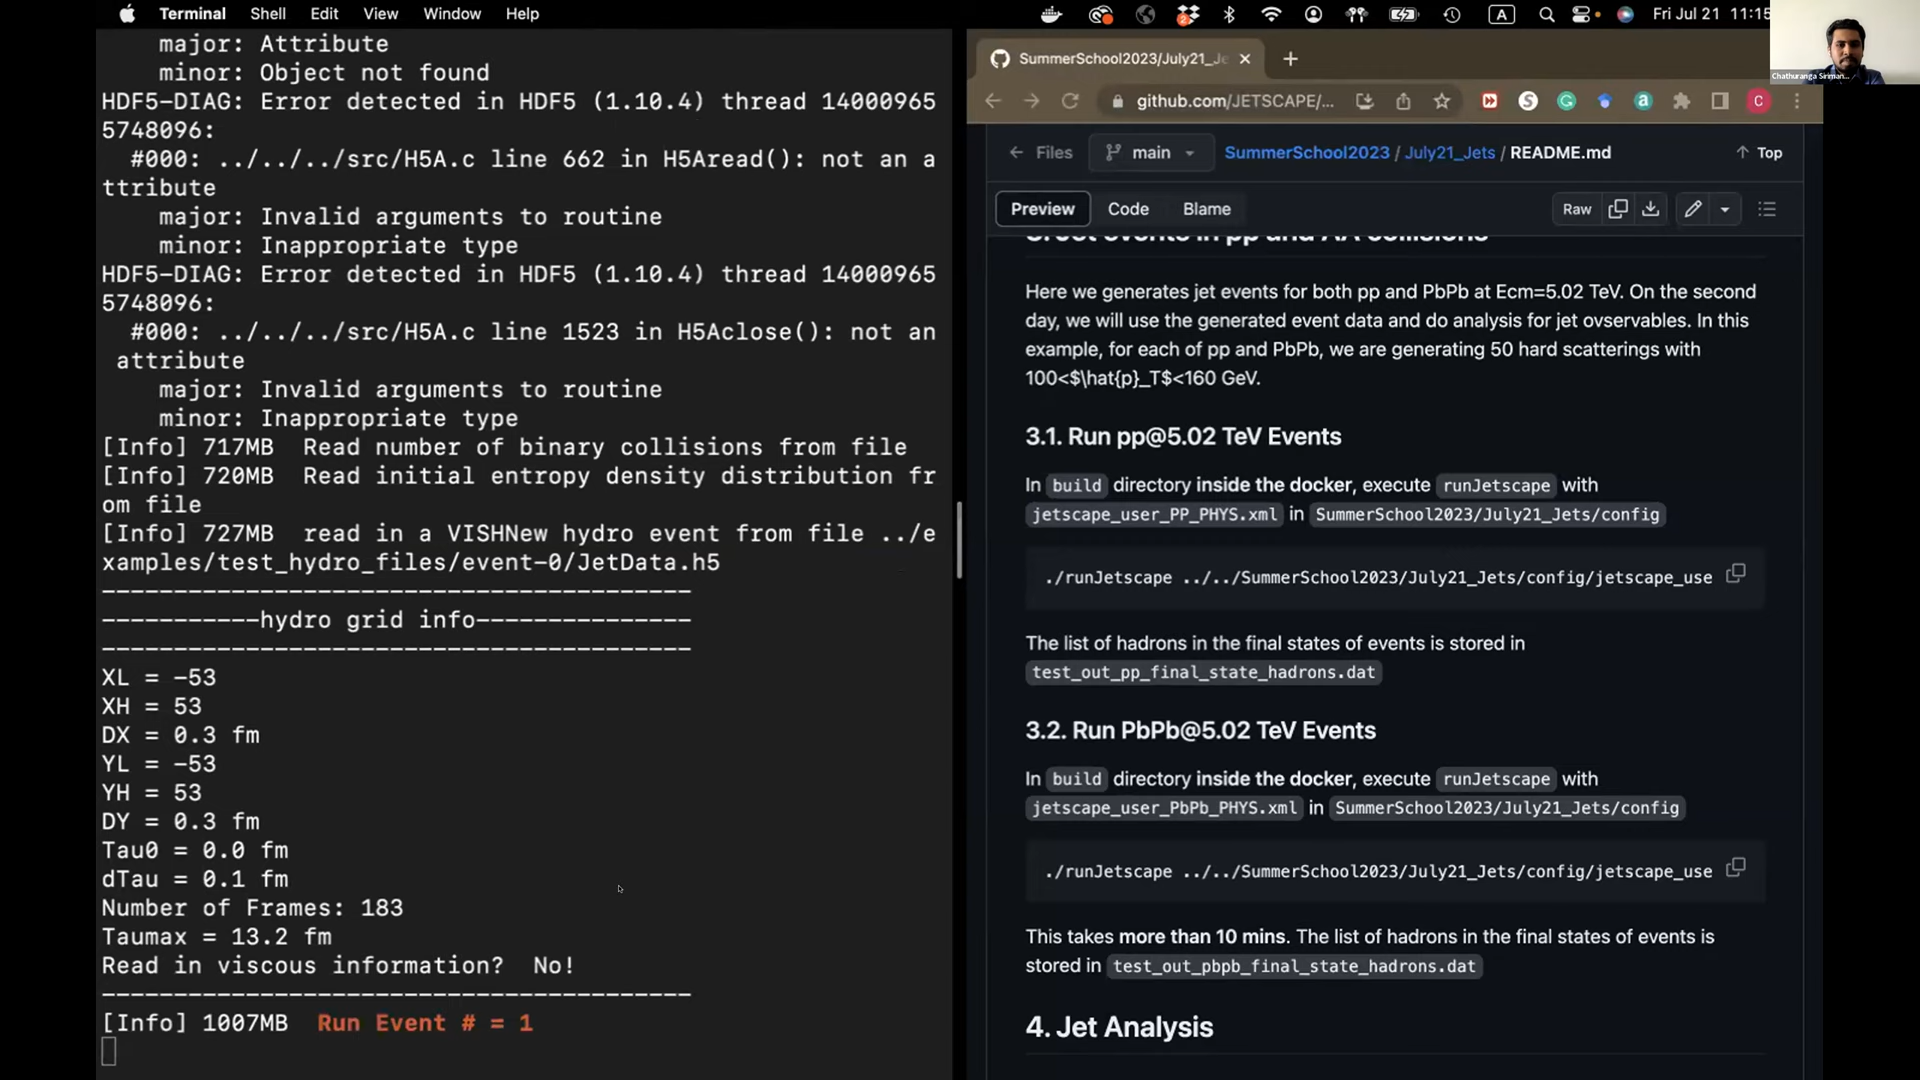 Terminal Shell Edit View Window Help
A Fri Jul 21 11:15
Chathuranga Siriman...
major: Attribute
minor: Object not found
HDF5-DIAG: Error detected in HDF5 (1.10.4) thread 14000965
5748096:
#000: ../../../src/H5A.c line 662 in H5Aread(): not an a
ttribute
major: Invalid arguments to routine
minor: Inappropriate type
HDF5-DIAG: Error detected in HDF5 (1.10.4) thread 14000965
5748096:
#000: ../../../src/H5A.c line 1523 in H5Aclose(): not an
attribute
major: Invalid arguments to routine
minor: Inappropriate type
[Info] 717MB Read number of binary collisions from file
[Info] 720MB Read initial entropy density distribution fr
om file
[Info] 727MB read in a VISHNew hydro event from file ../e
xamples/test_hydro_files/event-0/JetData.h5
-----------------------------------------
-----------hydro grid info---------------
-----------------------------------------
XL = -53
XH = 53
DX = 0.3 fm
YL = -53
YH = 53
DY = 0.3 fm
Tau0 = 0.0 fm
dTau = 0.1 fm
Number of Frames: 183
Taumax = 13.2 fm
Read in viscous information? No!
-----------------------------------------
[Info] 1007MB Run Event # = 1
SummerSchool2023/July21_Je
github.com/JETSCAPE/...
Files main SummerSchool2023 / July21_Jets / README.md Top
Preview Code Blame Raw
3. Jet events in pp and AA collisions
Here we generates jet events for both pp and PbPb at Ecm=5.02 TeV. On the second
day, we will use the generated event data and do analysis for jet ovservables. In this
example, for each of pp and PbPb, we are generating 50 hard scatterings with
100<$\hat{p}_T$<160 GeV.
3.1. Run pp@5.02 TeV Events
In build directory inside the docker, execute runJetscape with
jetscape_user_PP_PHYS.xml in SummerSchool2023/July21_Jets/config
./runJetscape ../../SummerSchool2023/July21_Jets/config/jetscape_use
The list of hadrons in the final states of events is stored in
test_out_pp_final_state_hadrons.dat
3.2. Run PbPb@5.02 TeV Events
In build directory inside the docker, execute runJetscape with
jetscape_user_PbPb_PHYS.xml in SummerSchool2023/July21_Jets/config
./runJetscape ../../SummerSchool2023/July21_Jets/config/jetscape_use
This takes more than 10 mins. The list of hadrons in the final states of events is
stored in test_out_pbpb_final_state_hadrons.dat
4. Jet Analysis